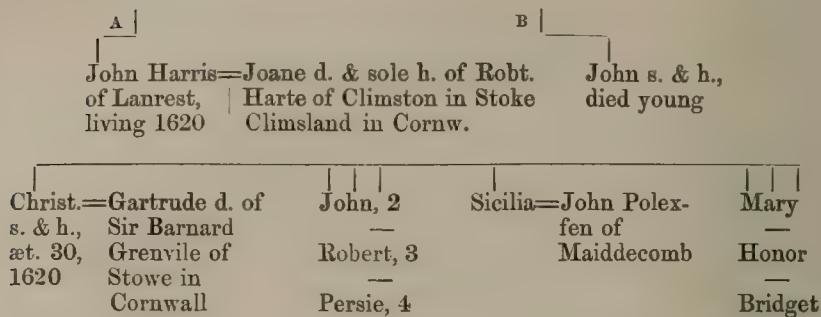 A B
John Harris=Joane d. & sole h. of Robt. John s. & h.,
of Lanrest, Harte of Climston in Stoke died young
living 1620 Climsland in Cornw.
Christ.=Gartrude d. of John, 2 Sicilia=John Polex- Mary
s. & h., Sir Barnard — fen of —
æt. 30, Grenvile of Robert, 3 Maiddecomb Honor
1620 Stowe in — —
Cornwall Persie, 4 Bridget